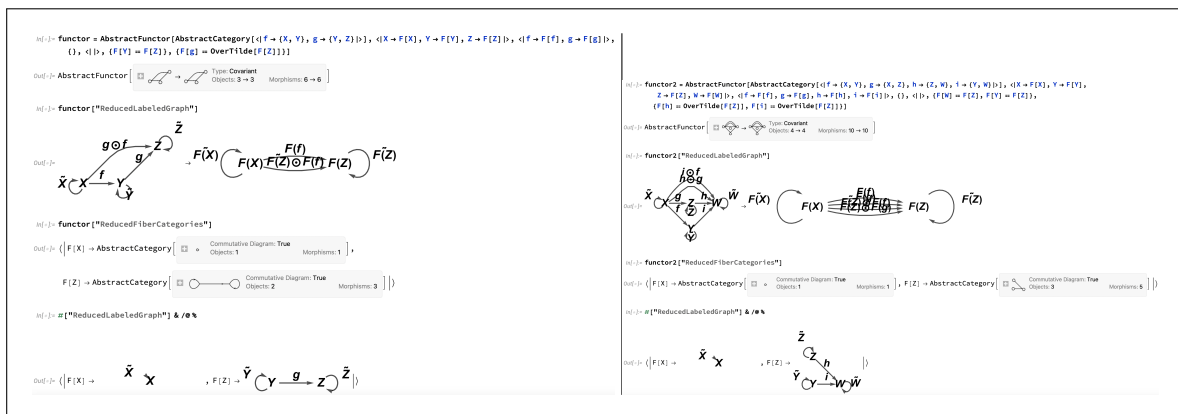 In[-]:= functor = AbstractFunctor[AbstractCategory[<|f → {X, Y}, g → {Y, Z}|>], <|X → F[X], Y → F[Y], Z → F[Z]|>, <|f → F[f], g → F[g]|>,
{}, <||>, {F[Y] == F[Z]}, {F[g] == OverTilde[F[Z]]}]
Out[-]= AbstractFunctor[
Type: Covariant
Objects: 3 → 3 Morphisms: 6 → 6
]
In[-]:= functor["ReducedLabeledGraph"]
Out[-]=
g⊙f
Z
Z̃
g
X̃
X
f
Y
Ỹ
→
F(̃X)
F(X)
F(f)
F(̃Z)⊙F(f)
F(Z)
F(̃Z)
In[-]:= functor["ReducedFiberCategories"]
Out[-]= ⟨|F[X] → AbstractCategory[
Commutative Diagram: True
Objects: 1 Morphisms: 1
],
F[Z] → AbstractCategory[
Commutative Diagram: True
Objects: 2 Morphisms: 3
]|⟩
In[-]:= #["ReducedLabeledGraph"] & /@ %
Out[-]= ⟨|F[X] → X̃ X , F[Z] → Ỹ Y g Z Z̃ |⟩
In[-]:= functor2 = AbstractFunctor[AbstractCategory[<|f → {X, Y}, g → {X, Z}, h → {Z, W}, i → {Y, W}|>], <|X → F[X], Y → F[Y],
Z → F[Z], W → F[W]|>, <|f → F[f], g → F[g], h → F[h], i → F[i]|>, {}, <||>, {F[W] == F[Z], F[Y] == F[Z]},
{F[h] == OverTilde[F[Z]], F[i] == OverTilde[F[Z]]}]
Out[-]= AbstractFunctor[
Type: Covariant
Objects: 4 → 4 Morphisms: 10 → 10
]
In[-]:= functor2["ReducedLabeledGraph"]
Out[-]=
i⊙f
h⊙g
X̃
X
g
f
Z
Z̃
h
i
W
W̃
Y
Ỹ
→
F(̃X)
F(X)
F(f)
F(Z)
F(̃Z)
In[-]:= functor2["ReducedFiberCategories"]
Out[-]= ⟨|F[X] → AbstractCategory[
Commutative Diagram: True
Objects: 1 Morphisms: 1
], F[Z] → AbstractCategory[
Commutative Diagram: True
Objects: 3 Morphisms: 5
]|⟩
In[-]:= #["ReducedLabeledGraph"] & /@ %
Z̃
Z
h
Out[-]= ⟨|F[X] → X̃ X , F[Z] → |⟩
Ỹ Y i W W̃